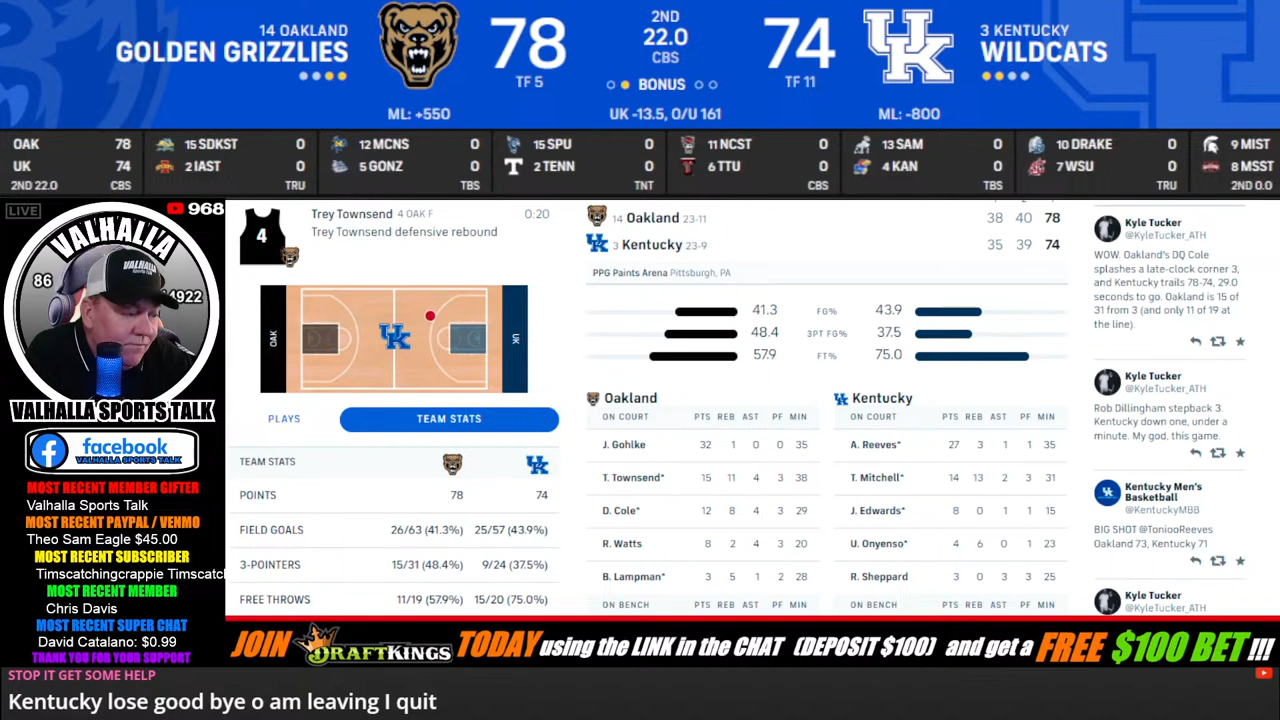 14 OAKLAND
GOLDEN GRIZZLIES
78
TF 5
ML: +550
2ND
22.0
CBS
BONUS
UK -13.5, O/U 161
74
TF 11
ML: -800
UK
3 KENTUCKY
WILDCATS
OAK 78
UK 74
2ND 22.0 CBS
15 SDKST 0
2 IAST 0
TRU
12 MCNS 0
5 GONZ 0
TBS
15 SPU 0
2 TENN 0
TNT
11 NCST 0
6 TTU 0
CBS
13 SAM 0
4 KAN 0
TBS
10 DRAKE 0
7 WSU 0
TRU
9 MIST
8 MSST
2ND 0.0
LIVE
968
VALHALLA
86
4922
VALHALLA
VALHALLA SPORTS TALK
facebook
VALHALLA SPORTS TALK
MOST RECENT MEMBER GIFTER
Valhalla Sports Talk
MOST RECENT PAYPAL / VENMO
Theo Sam Eagle $45.00
MOST RECENT SUBSCRIBER
Timscatchingcrappie Timscatch
MOST RECENT MEMBER
Chris Davis
MOST RECENT SUPER CHAT
David Catalano: $0.99
THANK YOU FOR YOUR SUPPORT
4
Trey Townsend 4 OAK F 0:20
Trey Townsend defensive rebound
OAK
UK
UK
PLAYS
TEAM STATS
TEAM STATS
POINTS 78 74
FIELD GOALS 26/63 (41.3%) 25/57 (43.9%)
3-POINTERS 15/31 (48.4%) 9/24 (37.5%)
FREE THROWS 11/19 (57.9%) 15/20 (75.0%)
14 Oakland 23-11 38 40 78
3 Kentucky 23-9 35 39 74
PPG Paints Arena Pittsburgh, PA
41.3 FG% 43.9
48.4 3PT FG% 37.5
57.9 FT% 75.0
Oakland
ON COURT PTS REB AST PF MIN
J. Gohlke 32 1 0 0 35
T. Townsend* 15 11 4 3 38
D. Cole* 12 8 4 3 29
R. Watts 8 2 4 3 20
B. Lampman* 3 5 1 2 28
ON BENCH PTS REB AST PF MIN
Kentucky
ON COURT PTS REB AST PF MIN
A. Reeves* 27 3 1 1 35
T. Mitchell* 14 13 2 3 31
J. Edwards* 8 0 1 1 15
U. Onyenso* 4 6 0 1 23
R. Sheppard 3 0 3 3 25
ON BENCH PTS REB AST PF MIN
Kyle Tucker
@KyleTucker_ATH
WOW. Oakland's DQ Cole
splashes a late-clock corner 3,
and Kentucky trails 78-74, 29.0
seconds to go. Oakland is 15 of
31 from 3 (and only 11 of 19 at
the line).
Kyle Tucker
@KyleTucker_ATH
Rob Dillingham stepback 3.
Kentucky down one, under a
minute. My god, this game.
Kentucky Men's
Basketball
@KentuckyMBB
BIG SHOT @ToniooReeves
Oakland 73, Kentucky 71
Kyle Tucker
@KyleTucker_ATH
JOIN DRAFTKINGS TODAY using the LINK in the CHAT (DEPOSIT $100) and get a FREE $100 BET !!!
STOP IT GET SOME HELP
Kentucky lose good bye o am leaving I quit